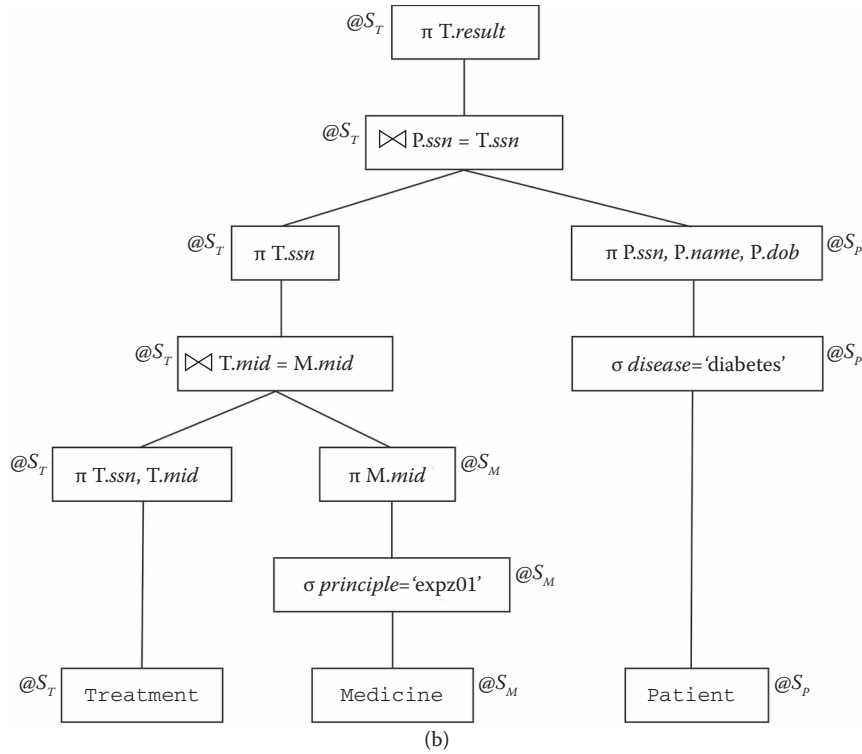 @S_T π T.result
@S_T ⋈ P.ssn = T.ssn
@S_T π T.ssn
π P.ssn, P.name, P.dob @S_P
@S_T ⋈ T.mid = M.mid
σ disease=‘diabetes’ @S_P
@S_T π T.ssn, T.mid
π M.mid @S_M
σ principle=‘expz01’ @S_M
@S_T Treatment
Medicine @S_M
Patient @S_P
(b)